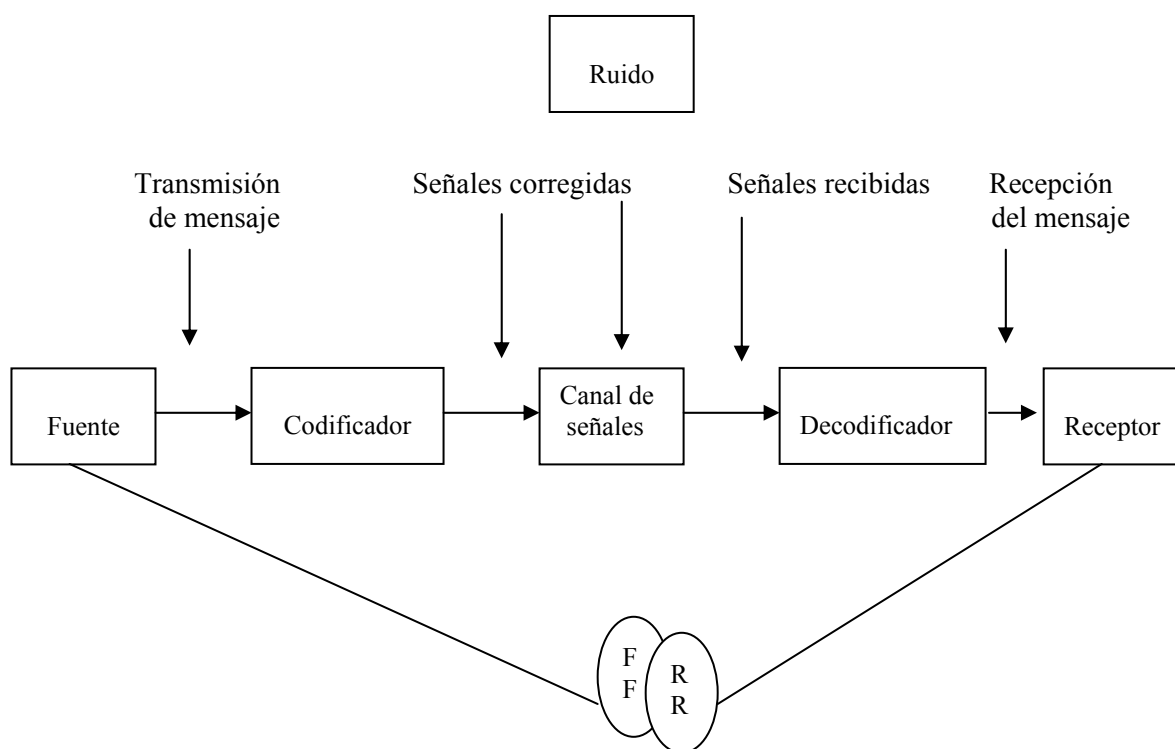 Ruido
Transmisión
de mensaje
Señales corregidas
Señales recibidas
Recepción
del mensaje
Fuente
Codificador
Canal de
señales
Decodificador
Receptor
F
F
R
R